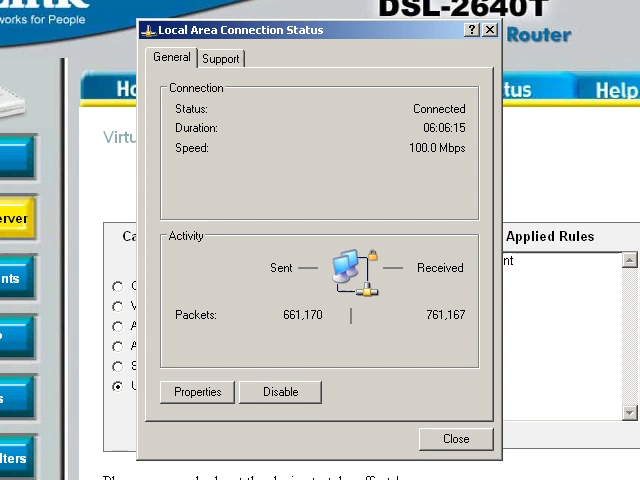 DSL-2640T
works for People
Router
Local Area Connection Status
General
Support
Help
Connection
Status:
Connected
Duration:
06:06:15
Speed:
100.0 Mbps
Activity
Applied Rules
Sent
Received
Packets:
661,170
761,167
Properties
Disable
Close